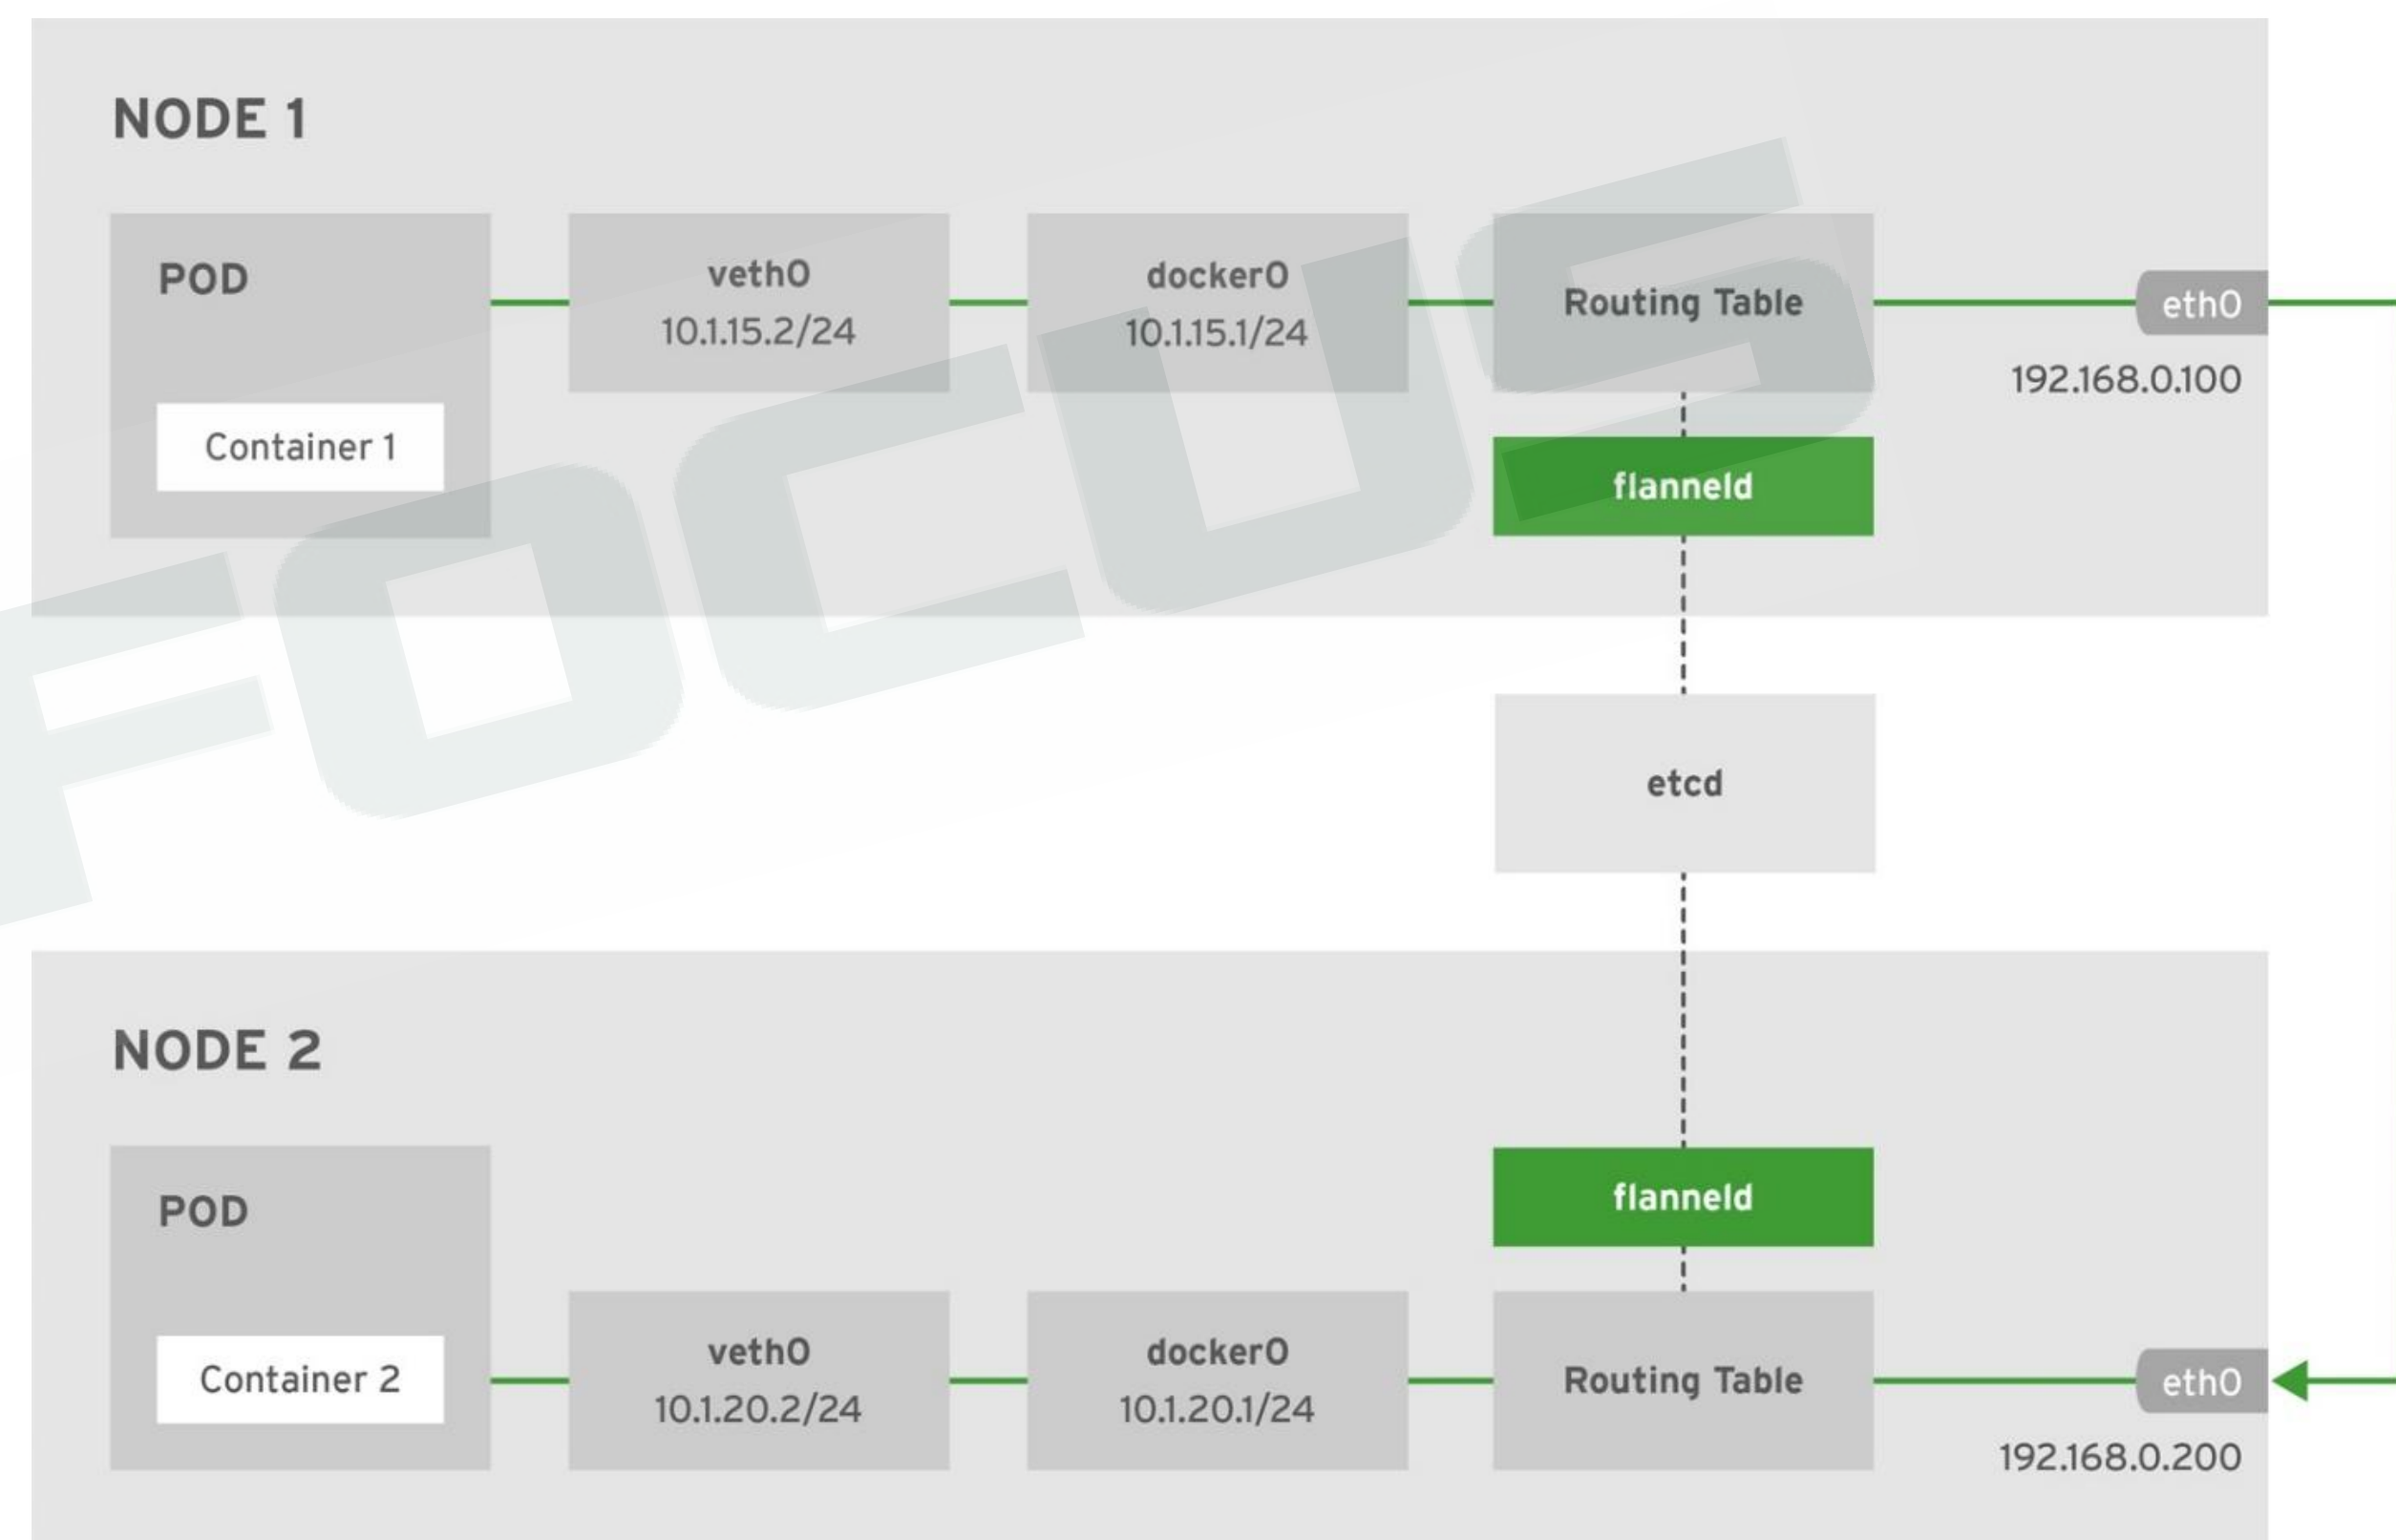 NODE 1
POD
Container 1
veth0
10.1.15.2/24
docker0
10.1.15.1/24
Routing Table
eth0
192.168.0.100
flanneld
etcd
NODE 2
POD
Container 2
flanneld
veth0
10.1.20.2/24
docker0
10.1.20.1/24
Routing Table
eth0
192.168.0.200
FOCUS